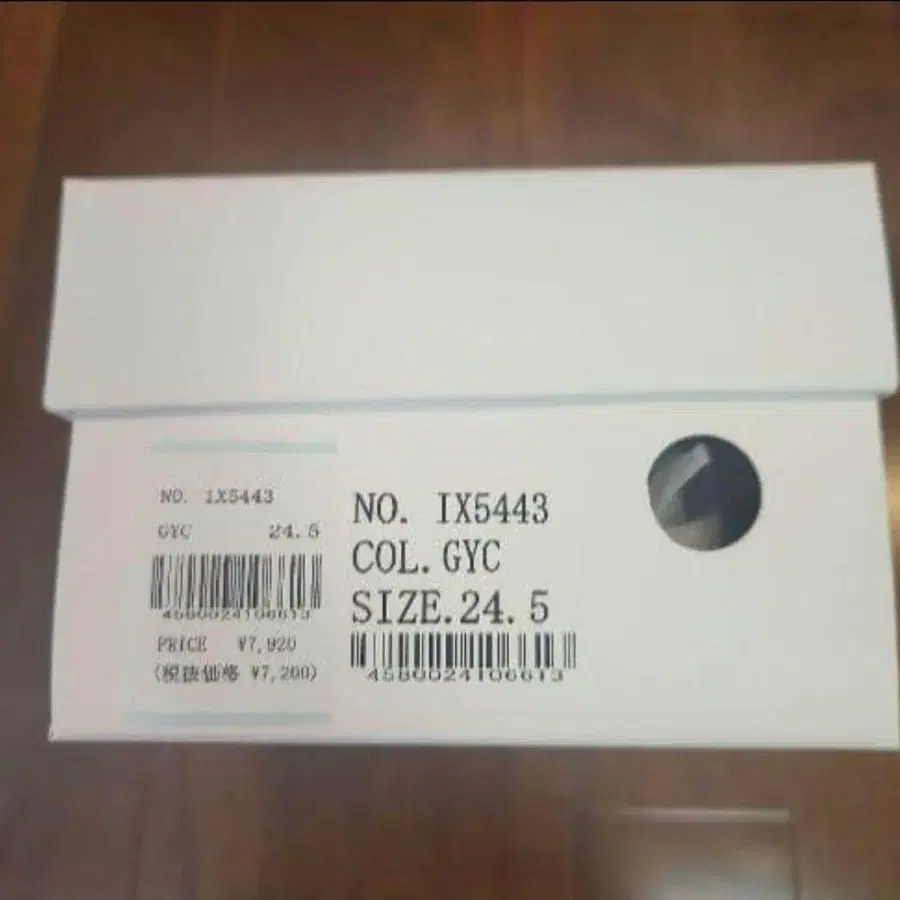 NO. IX5443
GYC 24.5
4580024106613
PRICE ¥7,920
(税抜価格 ¥7,200)
NO. IX5443
COL. GYC
SIZE. 24.5
4580024106613